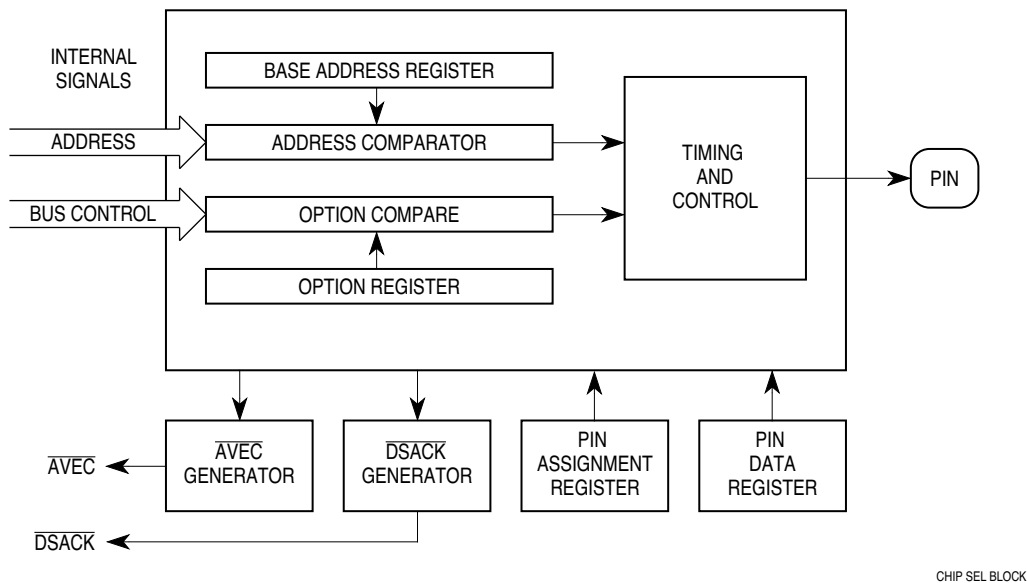 INTERNAL
SIGNALS
BASE ADDRESS REGISTER
ADDRESS
ADDRESS COMPARATOR
TIMING
AND
CONTROL
PIN
BUS CONTROL
OPTION COMPARE
OPTION REGISTER
AVEC
AVEC
GENERATOR
DSACK
GENERATOR
PIN
ASSIGNMENT
REGISTER
PIN
DATA
REGISTER
DSACK
CHIP SEL BLOCK